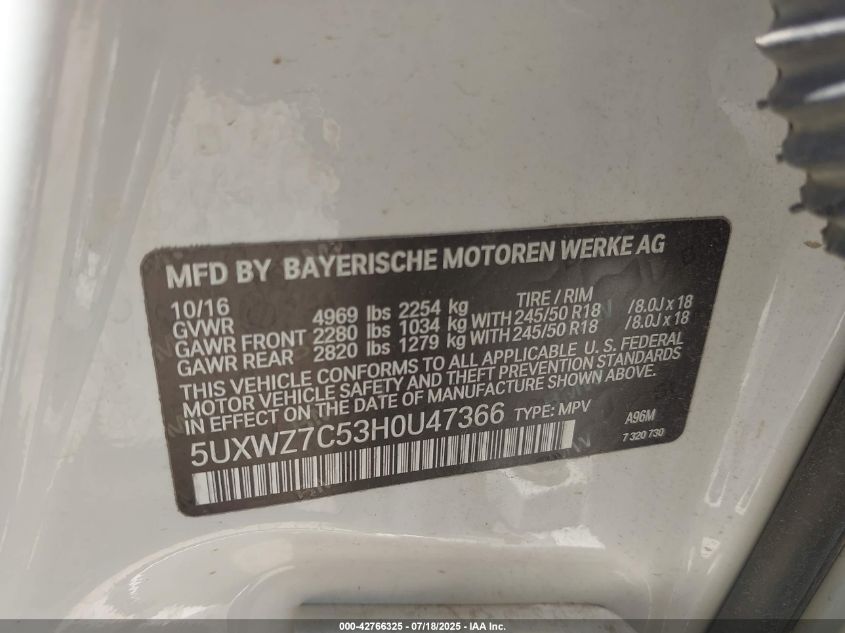 MFD BY BAYERISCHE MOTOREN WERKE AG
10/16 TIRE / RIM
GVWR 4969 lbs 2254 kg
GAWR FRONT 2280 lbs 1034 kg WITH 245/50 R18 /8.0J x 18
GAWR REAR 2820 lbs 1279 kg WITH 245/50 R18 /8.0J x 18
THIS VEHICLE CONFORMS TO ALL APPLICABLE U. S. FEDERAL
MOTOR VEHICLE SAFETY AND THEFT PREVENTION STANDARDS
IN EFFECT ON THE DATE OF MANUFACTURE SHOWN ABOVE.
5UXWZ7C53H0U47366 TYPE: MPV A96M
7 320 730
000-42766325 - 07/18/2025 - IAA Inc.